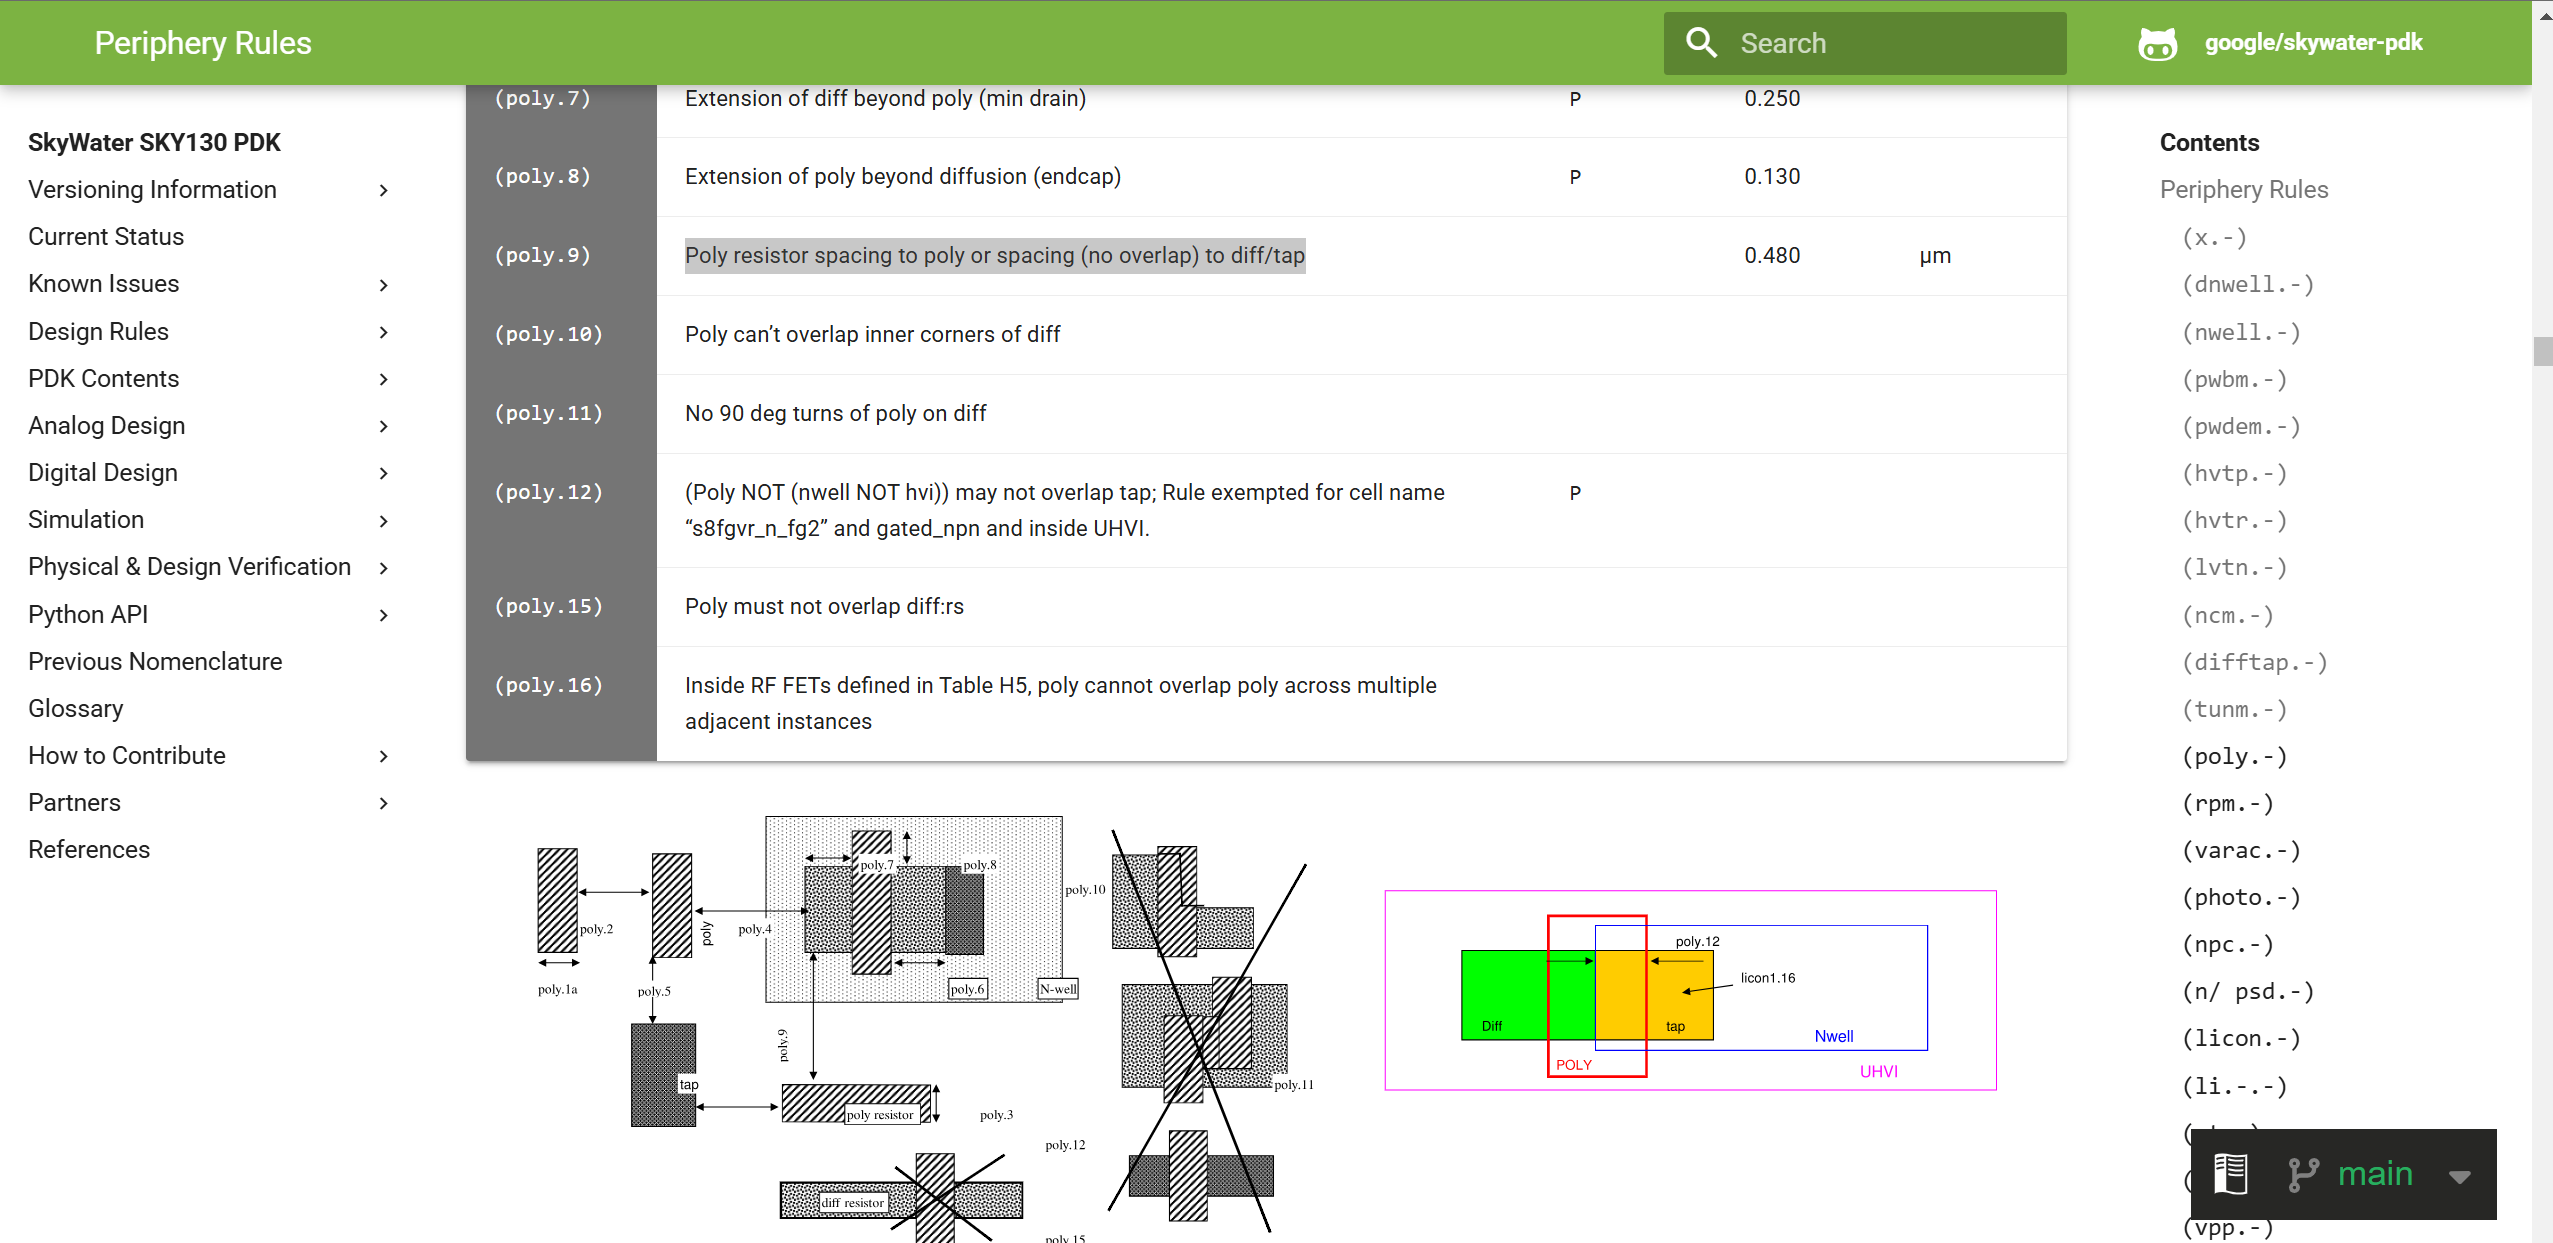 Periphery Rules
Search
google/skywater-pdk
SkyWater SKY130 PDK
Versioning Information
Current Status
Known Issues
Design Rules
PDK Contents
Analog Design
Digital Design
Simulation
Physical & Design Verification
Python API
Previous Nomenclature
Glossary
How to Contribute
Partners
References
(poly.7) Extension of diff beyond poly (min drain) P 0.250
(poly.8) Extension of poly beyond diffusion (endcap) P 0.130
(poly.9) Poly resistor spacing to poly or spacing (no overlap) to diff/tap 0.480 µm
(poly.10) Poly can’t overlap inner corners of diff
(poly.11) No 90 deg turns of poly on diff
(poly.12) (Poly NOT (nwell NOT hvi)) may not overlap tap; Rule exempted for cell name P
“s8fgvr_n_fg2” and gated_npn and inside UHVI.
(poly.15) Poly must not overlap diff:rs
(poly.16) Inside RF FETs defined in Table H5, poly cannot overlap poly across multiple
adjacent instances
poly.7
poly.8
poly.10
poly.2
poly
poly.4
poly.1a
poly.5
poly.6
N-well
poly.9
tap
poly resistor
poly.3
poly.11
poly.12
diff resistor
poly.15
poly.12
licon1.16
Diff
tap
Nwell
POLY
UHVI
Contents
Periphery Rules
(x.-)
(dnwell.-)
(nwell.-)
(pwbm.-)
(pwdem.-)
(hvtp.-)
(hvtr.-)
(lvtn.-)
(ncm.-)
(difftap.-)
(tunm.-)
(poly.-)
(rpm.-)
(varac.-)
(photo.-)
(npc.-)
(n/ psd.-)
(licon.-)
(li.-.-)
main
(vpp.-)